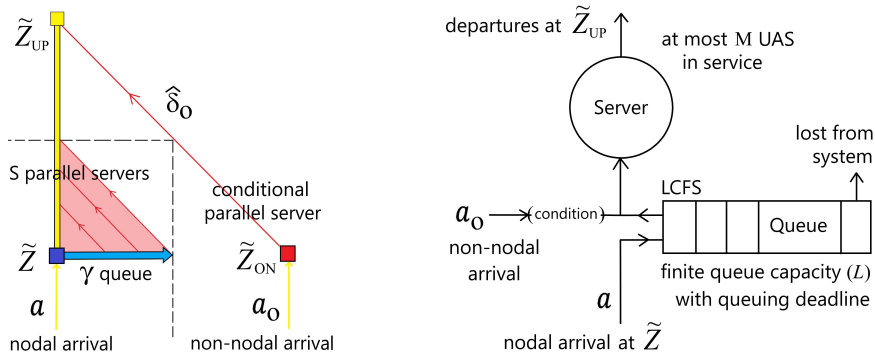 Z̃UP
δ̂O
S parallel servers
conditional
parallel server
Z̃
γ queue
Z̃ON
a
aO
nodal arrival
non-nodal arrival
departures at Z̃UP
at most M UAS
in service
Server
lost from
system
LCFS
aO
(condition)
Queue
non-nodal
arrival
finite queue capacity (L)
with queuing deadline
a
nodal arrival at Z̃